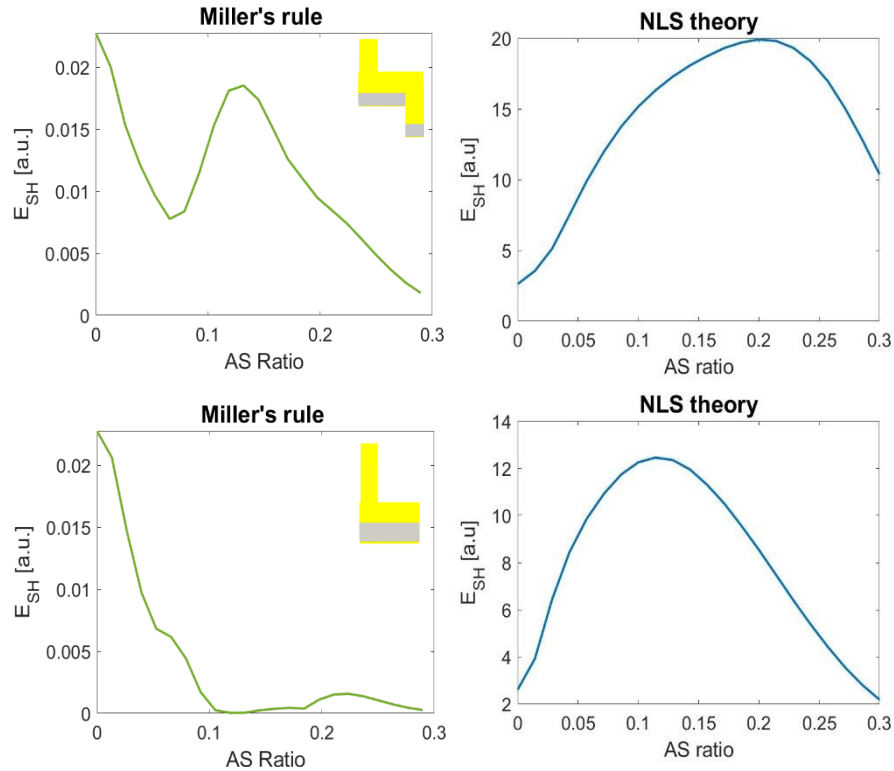 Miller's rule
E_SH [a.u.]
0.02
0.015
0.01
0.005
0
0 0.1 0.2 0.3
AS Ratio
NLS theory
E_SH [a.u]
20
15
10
5
0
0 0.05 0.1 0.15 0.2 0.25 0.3
AS ratio
Miller's rule
E_SH [a.u.]
0.02
0.015
0.01
0.005
0
0 0.1 0.2 0.3
AS Ratio
NLS theory
E_SH [a.u]
14
12
10
8
6
4
2
0 0.05 0.1 0.15 0.2 0.25 0.3
AS ratio